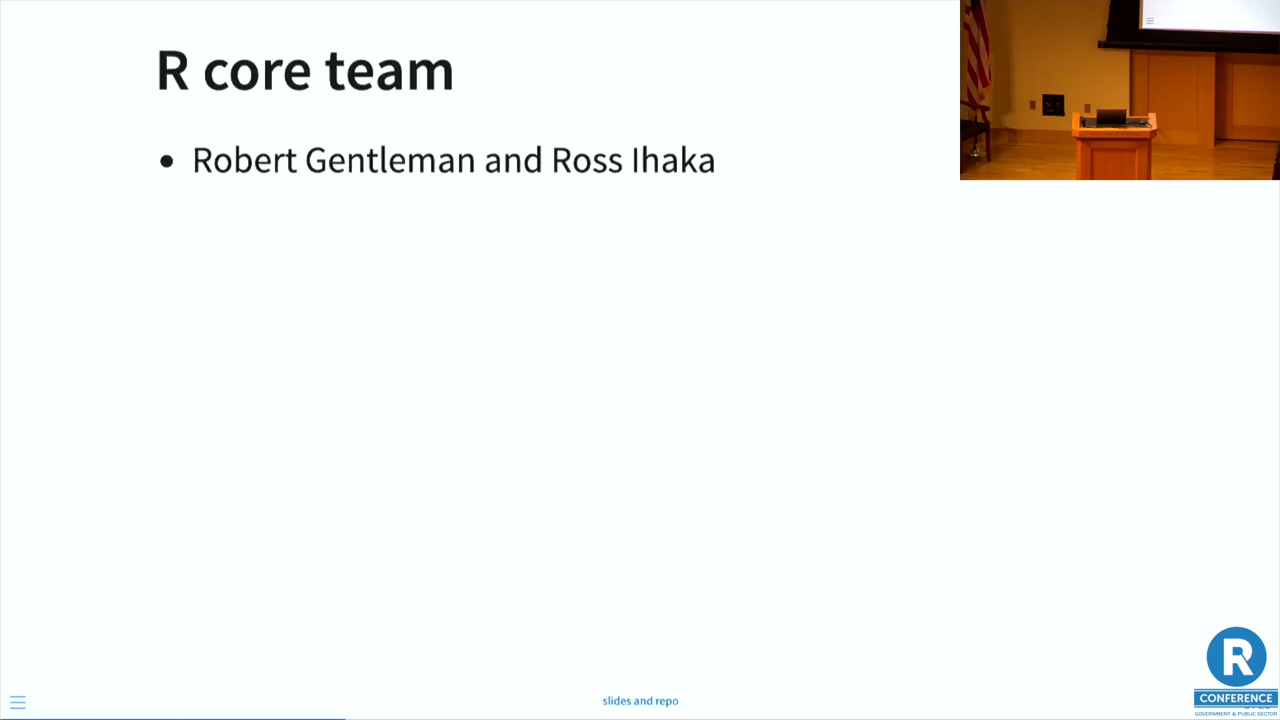 R core team
• Robert Gentleman and Ross Ihaka
slides and repo
R
CONFERENCE
GOVERNMENT & PUBLIC SECTOR